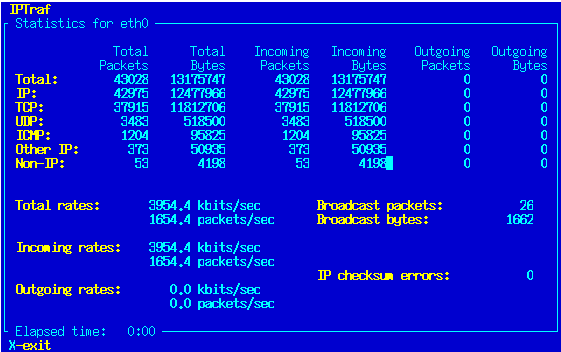 IPTraf
Statistics for eth0
Total Total Incoming Incoming Outgoing Outgoing
Packets Bytes Packets Bytes Packets Bytes
Total: 43028 13175747 43028 13175747 0 0
IP: 42975 12477966 42975 12477966 0 0
TCP: 37915 11812706 37915 11812706 0 0
UDP: 3483 518500 3483 518500 0 0
ICMP: 1204 95825 1204 95825 0 0
Other IP: 373 50935 373 50935 0 0
Non-IP: 53 4198 53 4198 0 0
Total rates: 3954.4 kbits/sec Broadcast packets: 26
1654.4 packets/sec Broadcast bytes: 1662
Incoming rates: 3954.4 kbits/sec
1654.4 packets/sec
IP checksum errors: 0
Outgoing rates: 0.0 kbits/sec
0.0 packets/sec
Elapsed time: 0:00
X-exit